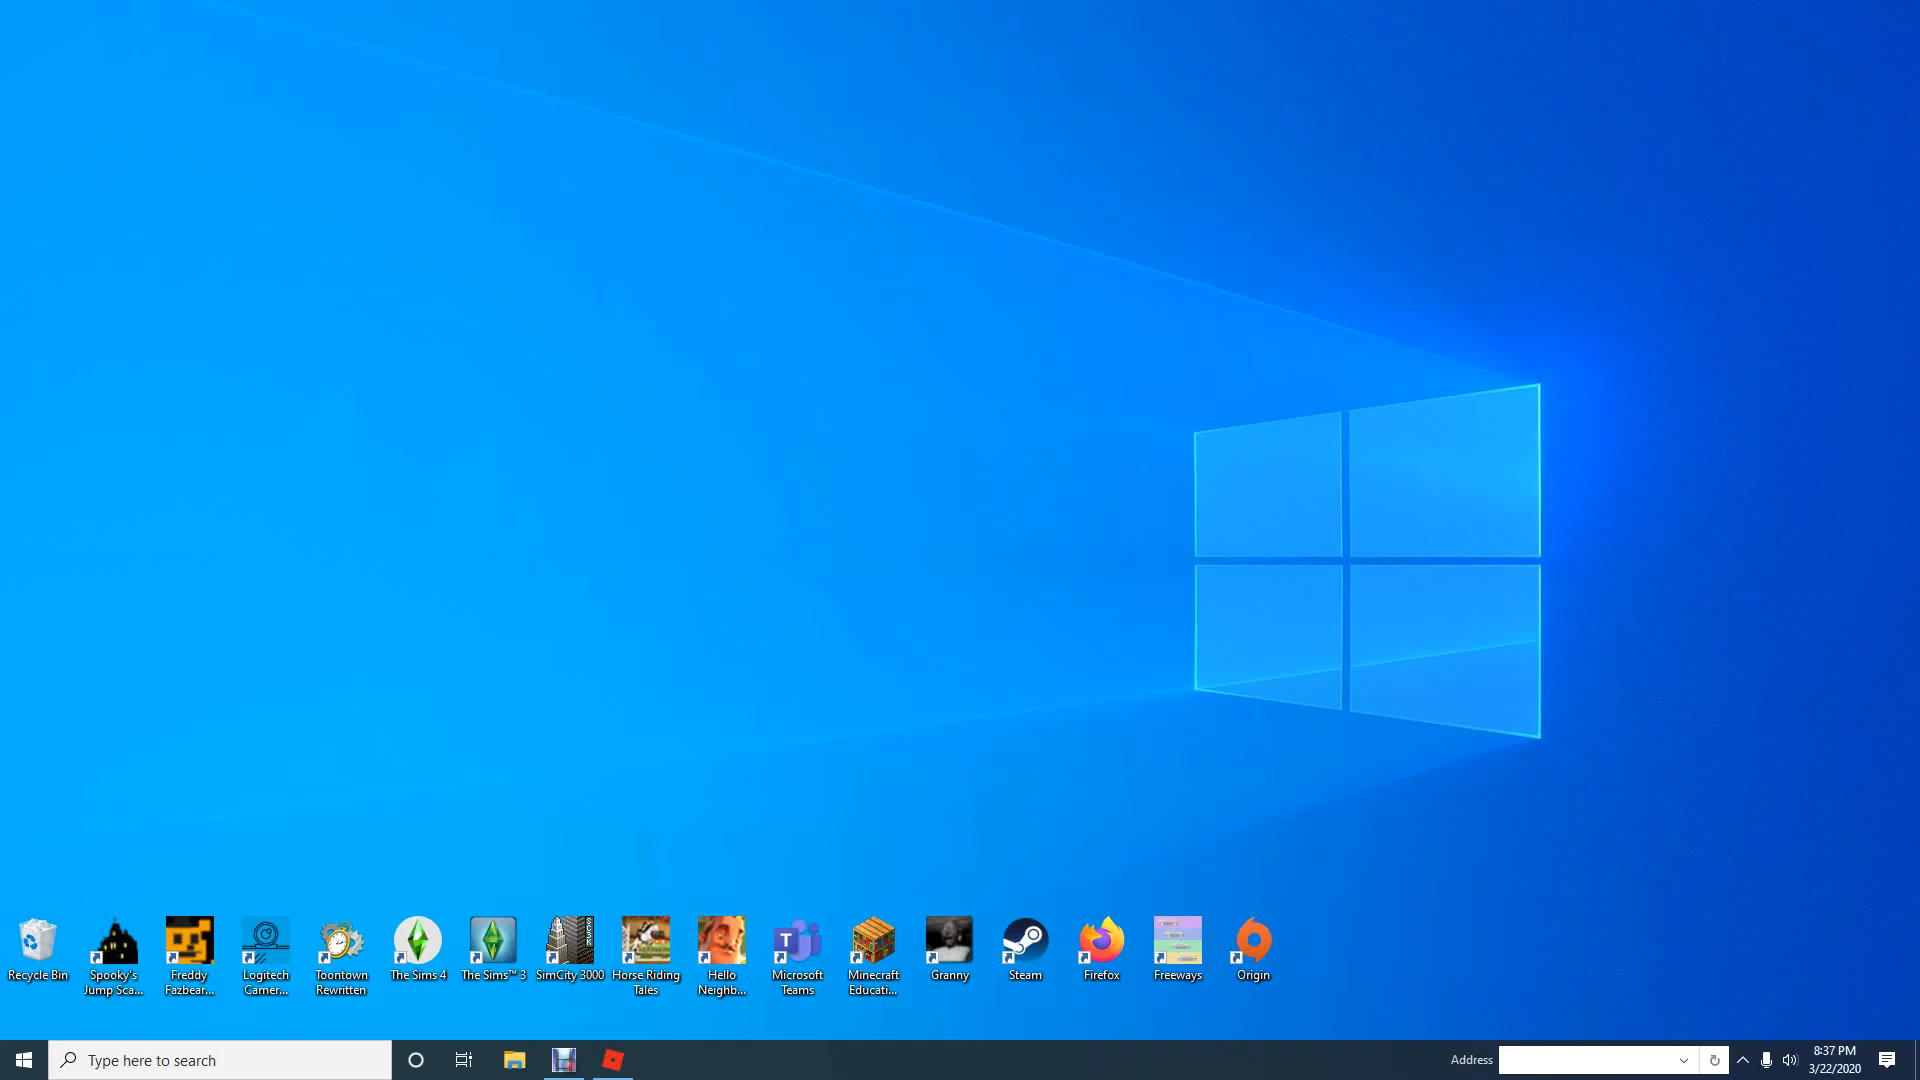 Recycle Bin
Spooky's
Jump Sca...
Freddy
Fazbear...
Logitech
Camer...
Toontown
Rewritten
The Sims 4
The Sims™ 3
SimCity 3000
Horse Riding
Tales
Hello
Neighb...
Microsoft
Teams
Minecraft
Educati...
Granny
Steam
Firefox
Freeways
Origin
Type here to search
Address
8:37 PM
3/22/2020